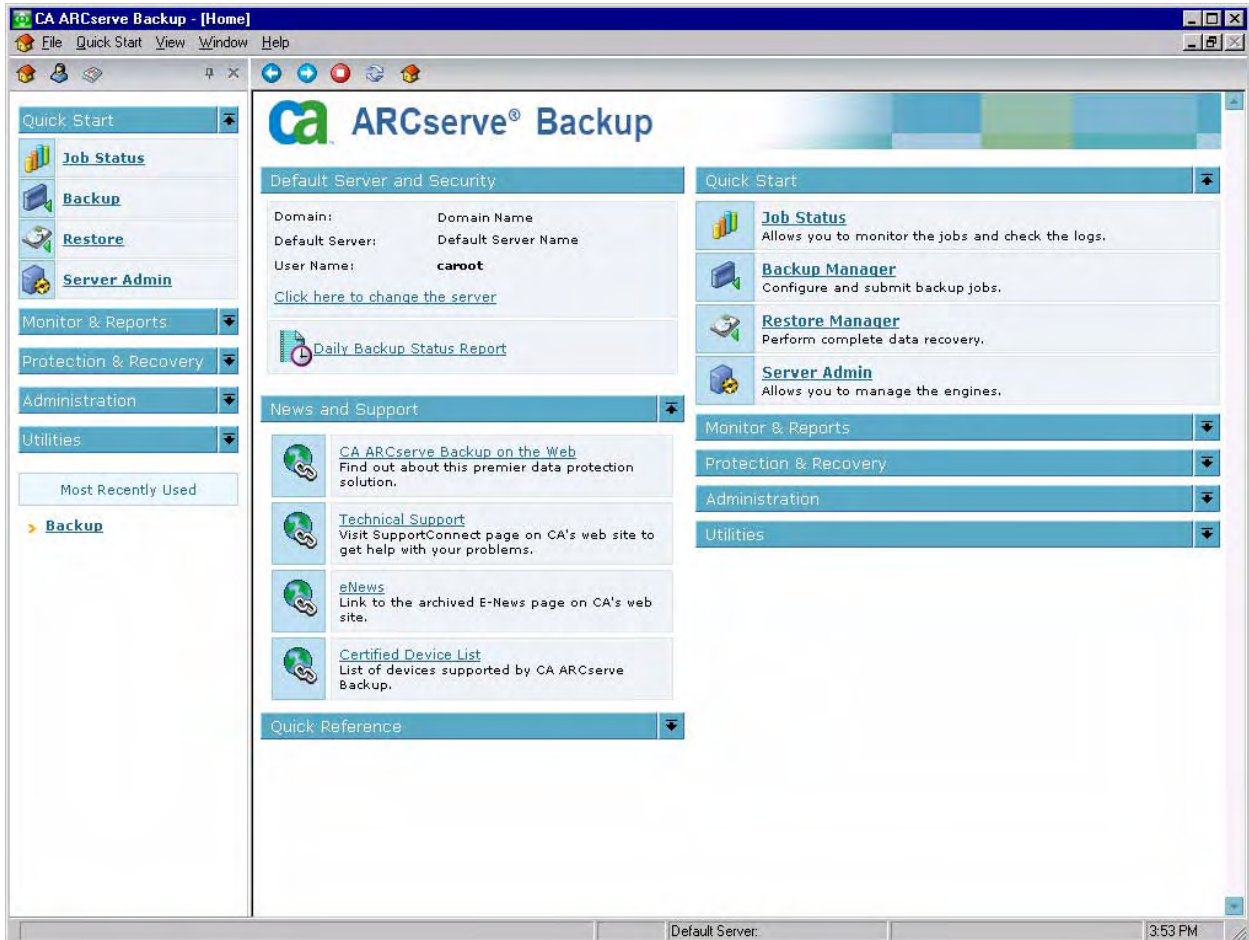 CA ARCserve Backup - [Home]
File Quick Start View Window Help
Quick Start
Job Status
Backup
Restore
Server Admin
Monitor & Reports
Protection & Recovery
Administration
Utilities
Most Recently Used
Backup
ca ARCserve® Backup
Default Server and Security
Domain: Domain Name
Default Server: Default Server Name
User Name: caroot
Click here to change the server
Daily Backup Status Report
News and Support
CA ARCserve Backup on the Web
Find out about this premier data protection
solution.
Technical Support
Visit SupportConnect page on CA's web site to
get help with your problems.
eNews
Link to the archived E-News page on CA's web
site.
Certified Device List
List of devices supported by CA ARCserve
Backup.
Quick Reference
Quick Start
Job Status
Allows you to monitor the jobs and check the logs.
Backup Manager
Configure and submit backup jobs.
Restore Manager
Perform complete data recovery.
Server Admin
Allows you to manage the engines.
Monitor & Reports
Protection & Recovery
Administration
Utilities
Default Server:
3:53 PM